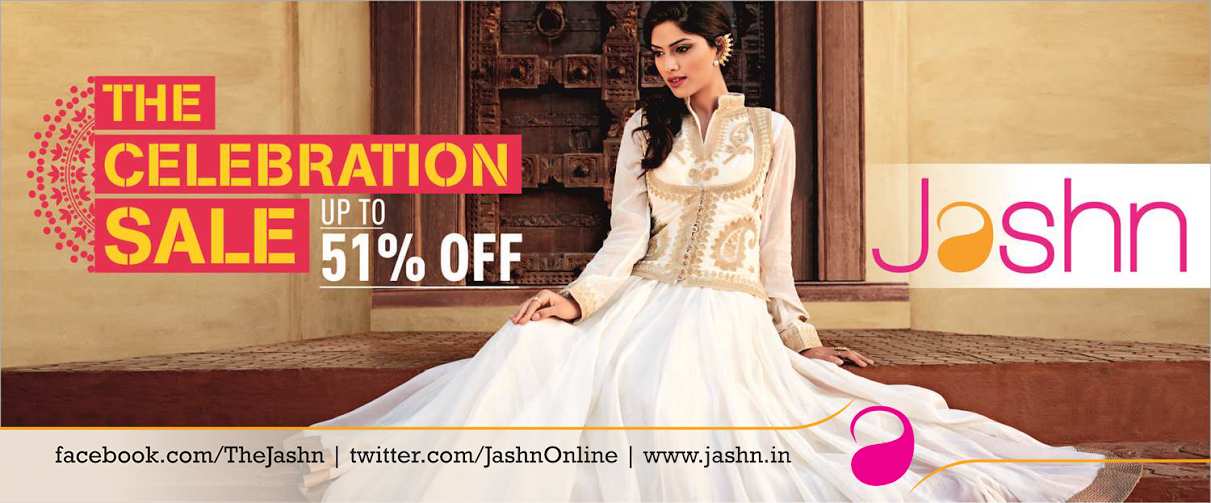 THE
CELEBRATION
SALE
UP TO
51% OFF
Jashn
facebook.com/TheJashn | twitter.com/JashnOnline | www.jashn.in